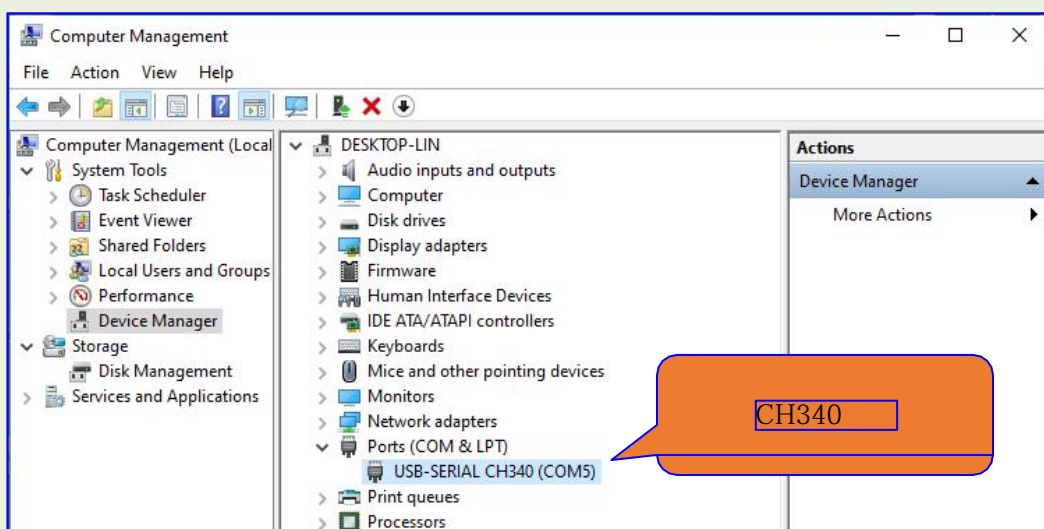 Computer Management
File Action View Help
Computer Management (Local
System Tools
Task Scheduler
Event Viewer
Shared Folders
Local Users and Groups
Performance
Device Manager
Storage
Disk Management
Services and Applications
DESKTOP-LIN
Audio inputs and outputs
Computer
Disk drives
Display adapters
Firmware
Human Interface Devices
IDE ATA/ATAPI controllers
Keyboards
Mice and other pointing devices
Monitors
Network adapters
Ports (COM & LPT)
USB-SERIAL CH340 (COM5)
Print queues
Processors
CH340
Actions
Device Manager
More Actions